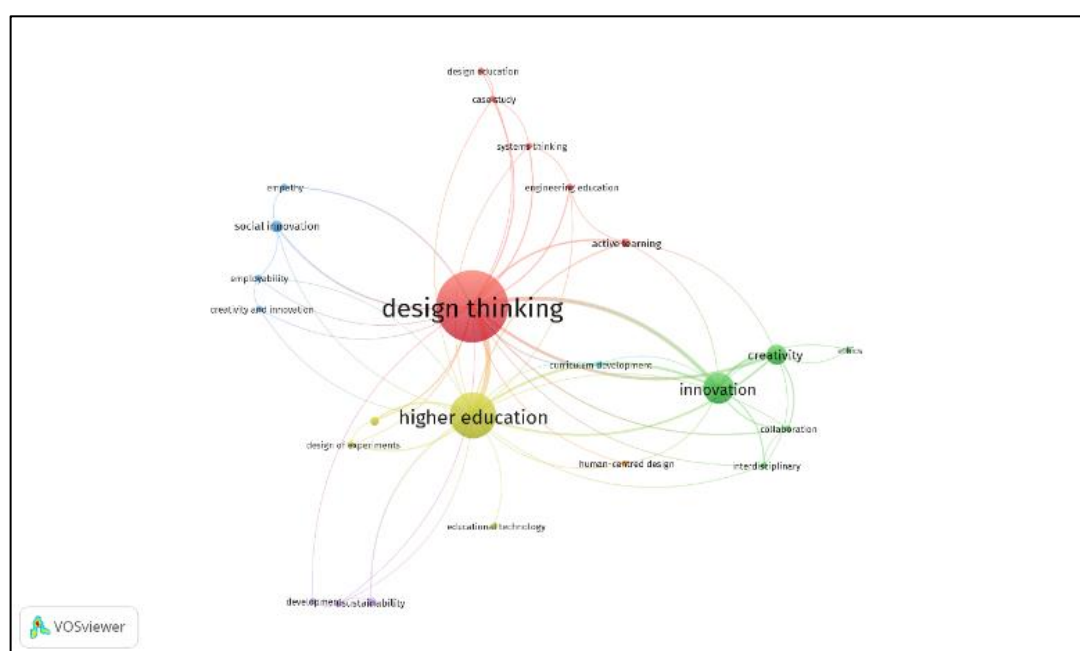 design education
case study
systems thinking
engineering education
empathy
social innovation
active learning
employability
creativity and innovation
design thinking
creativity
ethics
curriculum development
innovation
higher education
collaboration
design of experiments
human-centred design
interdisciplinary
educational technology
development
sustainability
VOSviewer